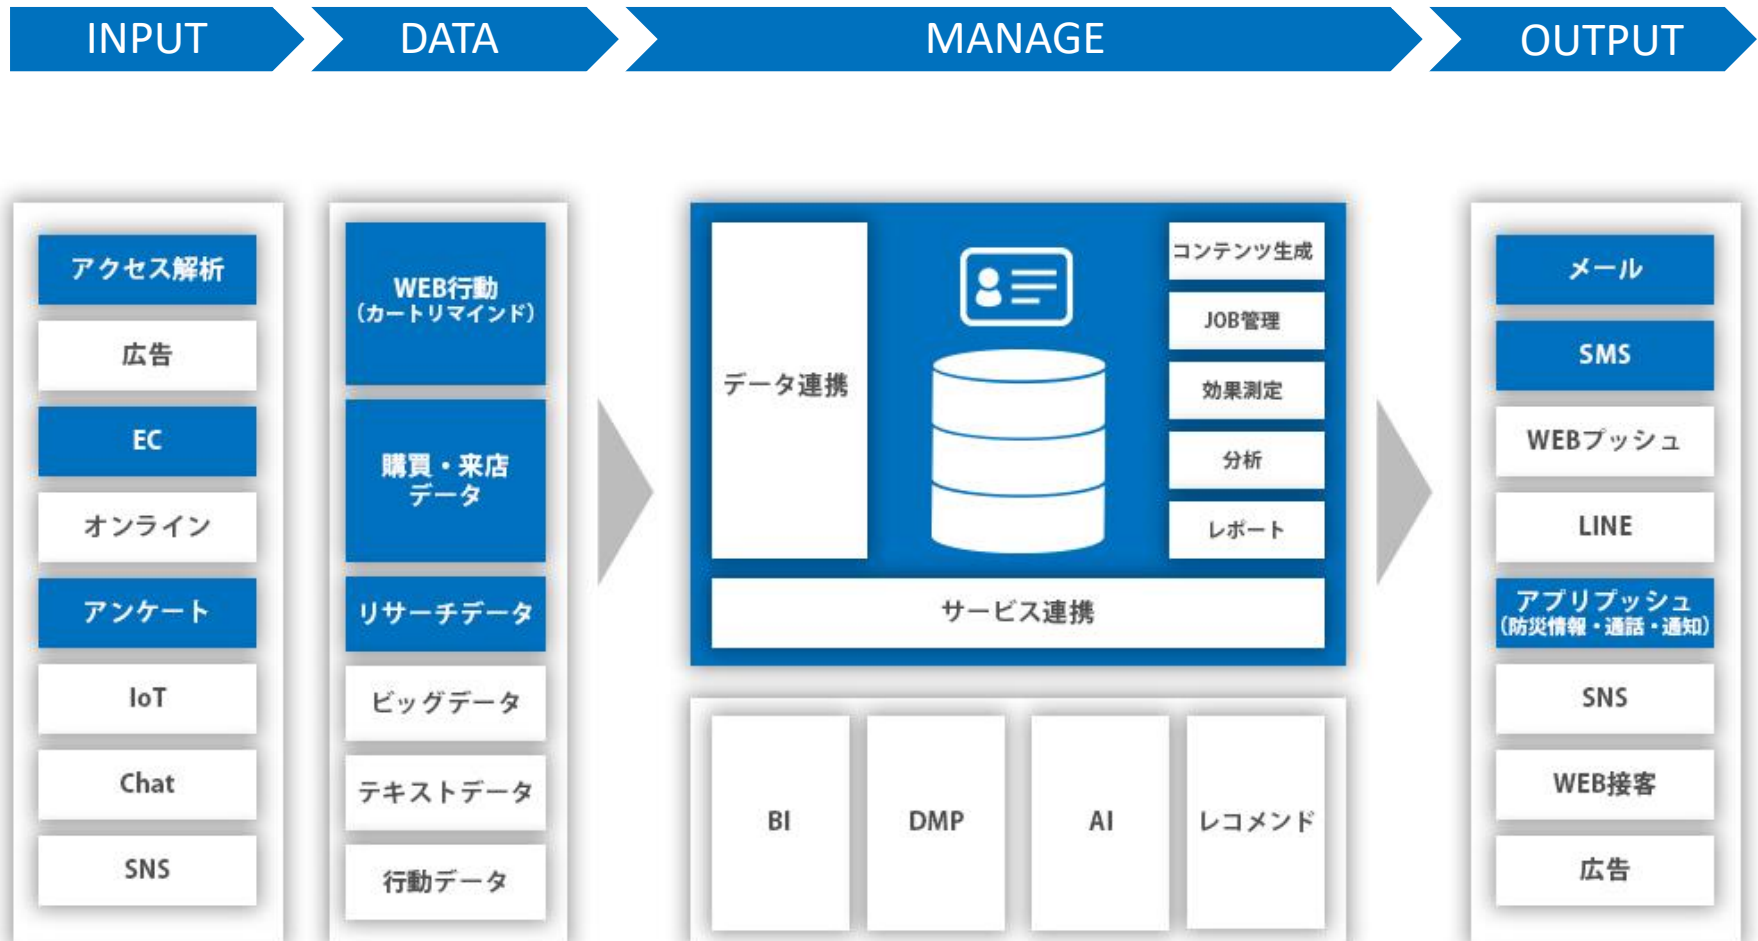 INPUT
DATA
MANAGE
OUTPUT
アクセス解析
広告
EC
オンライン
アンケート
IoT
Chat
SNS
WEB行動
（カートリマインド）
購買・来店
データ
リサーチデータ
ビッグデータ
テキストデータ
行動データ
データ連携
コンテンツ生成
JOB管理
効果測定
分析
レポート
サービス連携
BI
DMP
AI
レコメンド
メール
SMS
WEBプッシュ
LINE
アプリプッシュ
（防災情報・通話・通知）
SNS
WEB接客
広告